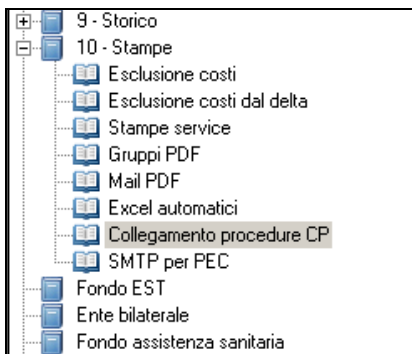 9 - Storico
10 - Stampe
Esclusione costi
Esclusione costi dal delta
Stampe service
Gruppi PDF
Mail PDF
Excel automatici
Collegamento procedure CP
SMTP per PEC
Fondo EST
Ente bilaterale
Fondo assistenza sanitaria